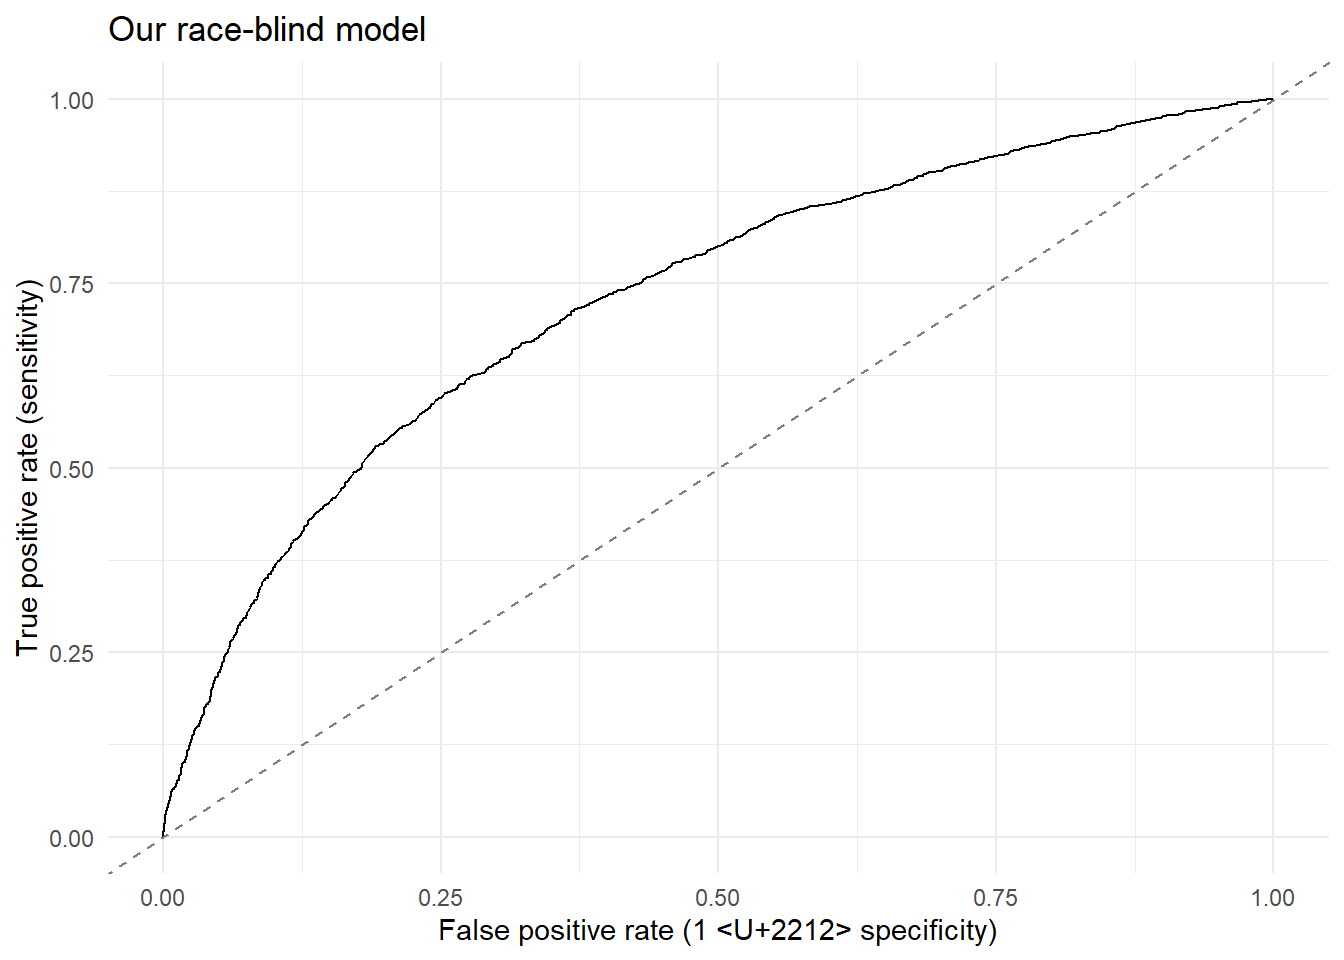 Our race-blind model
1.00
0.75
0.50
0.25
0.00
True positive rate (sensitivity)
0.00 0.25 0.50 0.75 1.00
False positive rate (1 <U+2212> specificity)